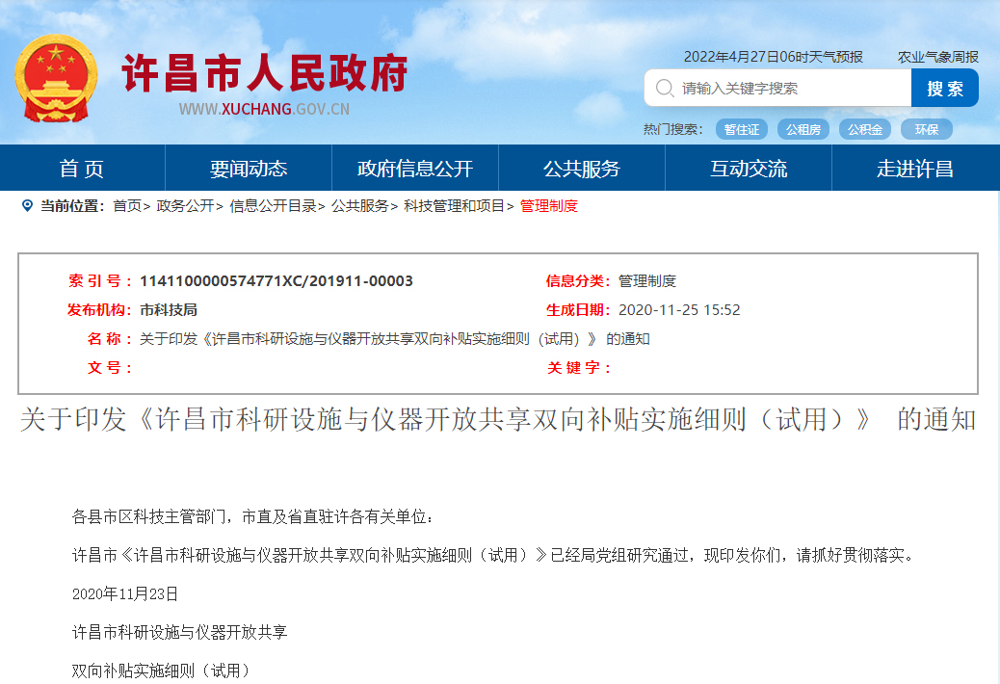 许昌市人民政府
WWW.XUCHANG.GOV.CN
2022年4月27日06时天气预报 农业气象周报
请输入关键字搜索 搜 索
热门搜索： 暂住证 公租房 公积金 环保
首 页 要闻动态 政府信息公开 公共服务 互动交流 走进许昌
当前位置：首页> 政务公开> 信息公开目录> 公共服务> 科技管理和项目> 管理制度
索 引 号： 1141100000574771XC/201911-00003 信息分类： 管理制度
发布机构： 市科技局 生成日期： 2020-11-25 15:52
名 称： 关于印发《许昌市科研设施与仪器开放共享双向补贴实施细则（试用）》 的通知
文 号： 关 键 字：
关于印发《许昌市科研设施与仪器开放共享双向补贴实施细则（试用）》 的通知
各县市区科技主管部门，市直及省直驻许各有关单位：
许昌市《许昌市科研设施与仪器开放共享双向补贴实施细则（试用）》已经局党组研究通过，现印发你们，请抓好贯彻落实。
2020年11月23日
许昌市科研设施与仪器开放共享
双向补贴实施细则（试用）